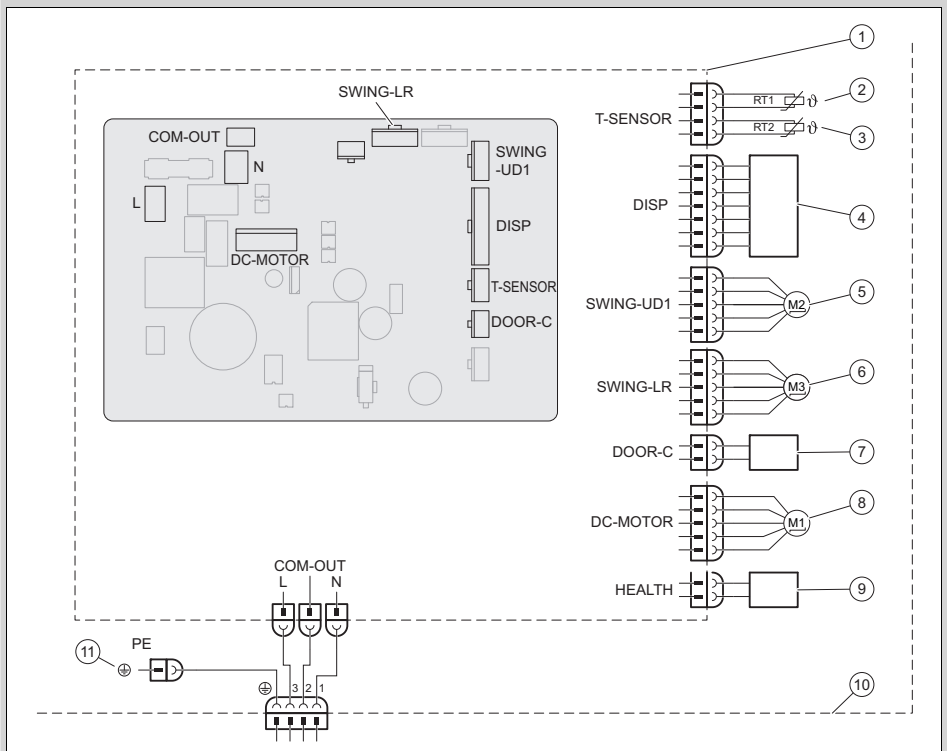 1
SWING-LR
RT1 ϑ 2
T-SENSOR
RT2 ϑ 3
COM-OUT
N
SWING
-UD1
L
DISP
DISP 4
DC-MOTOR
T-SENSOR
DOOR-C
SWING-UD1 M2 5
SWING-LR M3 6
DOOR-C 7
DC-MOTOR M1 8
HEALTH 9
COM-OUT
L N
PE
11
3 2 1
10